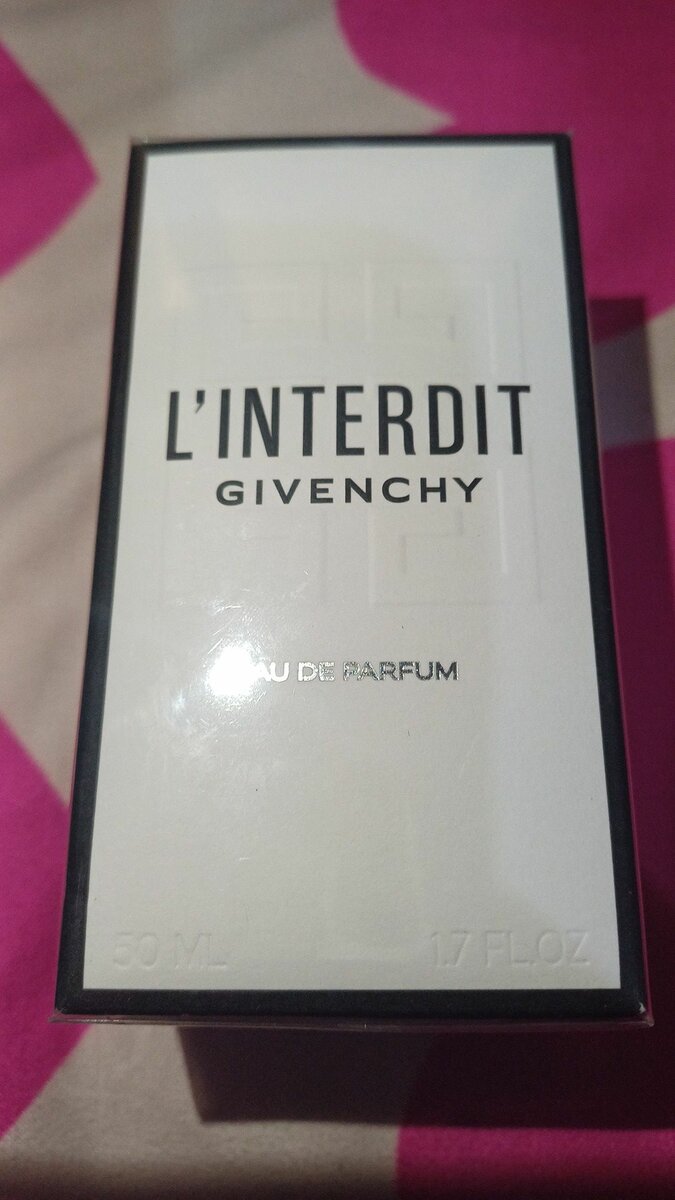 L'INTERDIT
GIVENCHY
EAU DE PARFUM
50 ML 1.7 FL.OZ